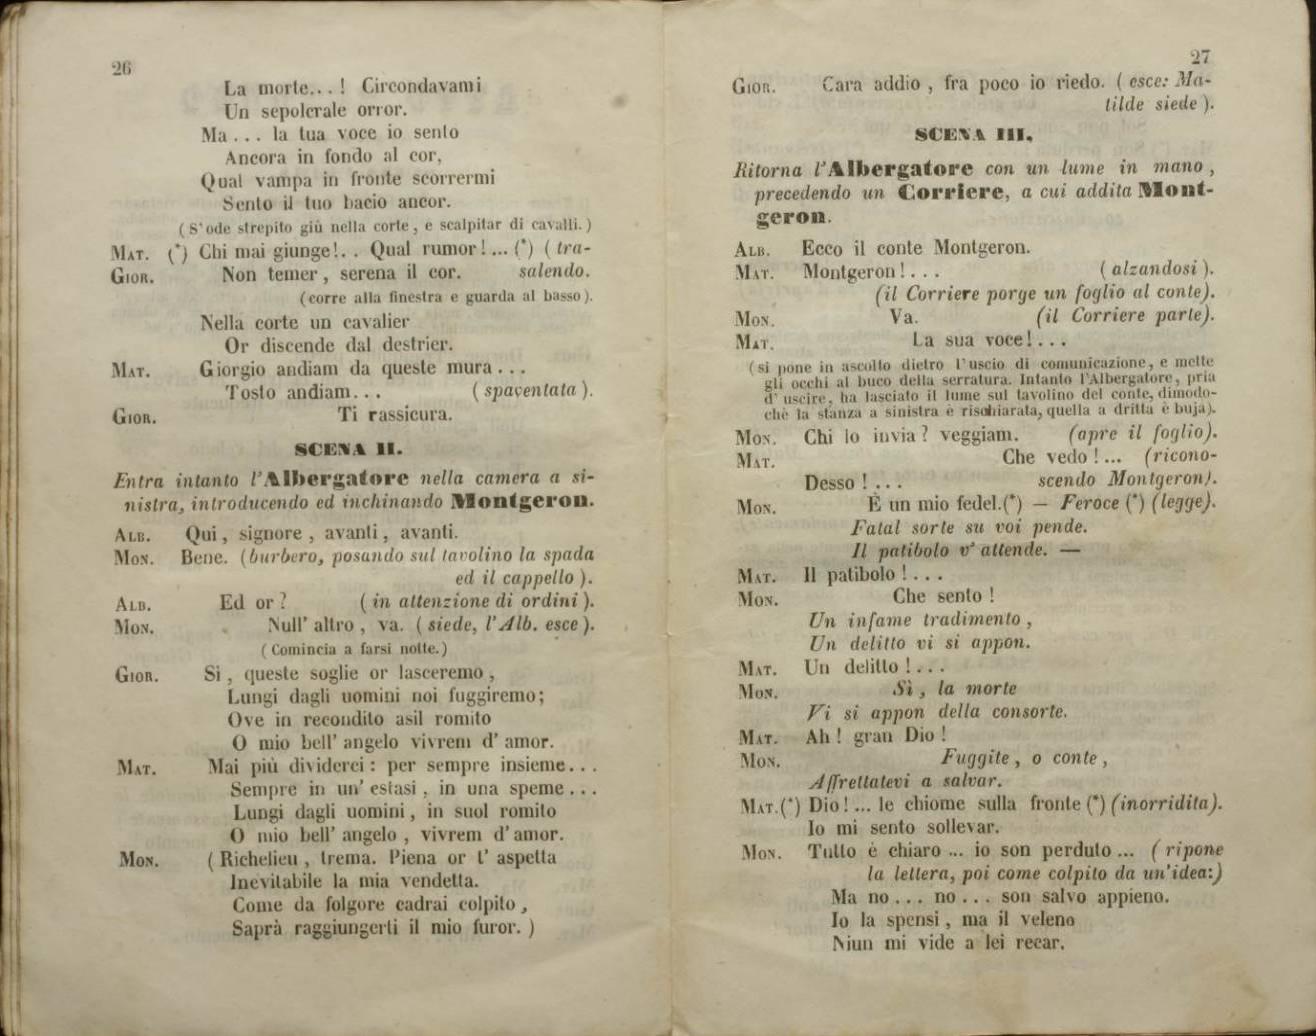 26
La morte...! Circondavami
Un sepolcrale orror.
Ma... la tua voce io sento
Ancora in fondo al cor,
Qual vampa in fronte scorrermi
Sento il tuo bacio ancor.
(S'ode strepito giù nella corte, e scalpitar di cavalli.)
MAT. (*) Chi mai giunge!.. Qual rumor!... (*) (tra-
GIOR. Non temer, serena il cor. salendo.
(corre alla finestra e guarda al basso).
Nella corte un cavalier
Or discende dal destrier.
MAT. Giorgio andiam da queste mura...
Tosto andiam... (spaventata).
GIOR. Ti rassicura.
SCENA II.
Entra intanto l'Albergatore nella camera a si-
nistra, introducendo ed inchinando Montgeron.
ALB. Qui, signore, avanti, avanti.
MON. Bene. (burbero, posando sul tavolino la spada
ed il cappello).
ALB. Ed or? (in attenzione di ordini).
MON. Null' altro, va. (siede, l'Alb. esce).
(Comincia a farsi notte.)
GIOR. Si, queste soglie or lasceremo,
Lungi dagli uomini noi fuggiremo;
Ove in recondito asil romito
O mio bell' angelo vivrem d' amor.
MAT. Mai più dividerci: per sempre insieme...
Sempre in un' estasi, in una speme...
Lungi dagli uomini, in suol romito
O mio bell' angelo, vivrem d' amor.
MON. (Richelieu, trema. Piena or t' aspetta
Inevitabile la mia vendetta.
Come da folgore cadrai colpito,
Saprà raggiungerti il mio furor.)
27
GIOR. Cara addio, fra poco io riedo. (esce: Ma-
tilde siede).
SCENA III.
Ritorna l'Albergatore con un lume in mano,
precedendo un Corriere, a cui addita Mont-
geron.
ALB. Ecco il conte Montgeron.
MAT. Montgeron!... (alzandosi).
(il Corriere porge un foglio al conte).
MON. Va. (il Corriere parte).
MAT. La sua voce!...
(si pone in ascolto dietro l'uscio di comunicazione, e mette
gli occhi al buco della serratura. Intanto l'Albergatore, pria
d' uscire, ha lasciato il lume sul tavolino del conte, dimodo-
chè la stanza a sinistra è rischiarata, quella a dritta è buja).
MON. Chi lo invia? veggiam. (apre il foglio).
MAT. Che vedo!... (ricono-
Desso!... scendo Montgeron).
MON. È un mio fedel.(*) — Feroce (*) (legge).
Fatal sorte su voi pende.
Il patibolo v' attende. —
MAT. Il patibolo!...
MON. Che sento!
Un infame tradimento,
Un delitto vi si appon.
MAT. Un delitto!...
MON. Sì, la morte
Vi si appon della consorte.
MAT. Ah! gran Dio!
MON. Fuggite, o conte,
Affrettatevi a salvar.
MAT.(*) Dio!... le chiome sulla fronte (*) (inorridita).
Io mi sento sollevar.
MON. Tutto è chiaro... io son perduto... (ripone
la lettera, poi come colpito da un'idea:)
Ma no... no... son salvo appieno.
Io la spensi, ma il veleno
Niun mi vide a lei recar.